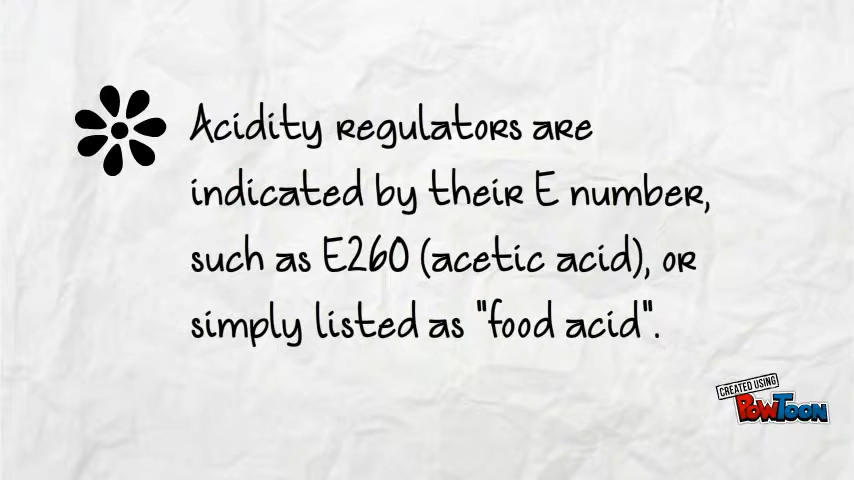 Acidity regulators are
indicated by their E number,
such as E260 (acetic acid), or
simply listed as "food acid".
CREATED USING
POWTOON